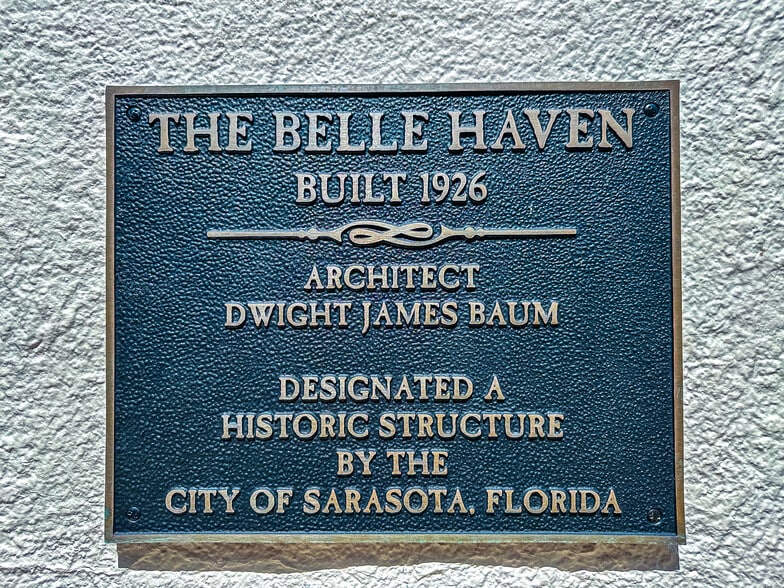 THE BELLE HAVEN
BUILT 1926
ARCHITECT
DWIGHT JAMES BAUM
DESIGNATED A
HISTORIC STRUCTURE
BY THE
CITY OF SARASOTA, FLORIDA